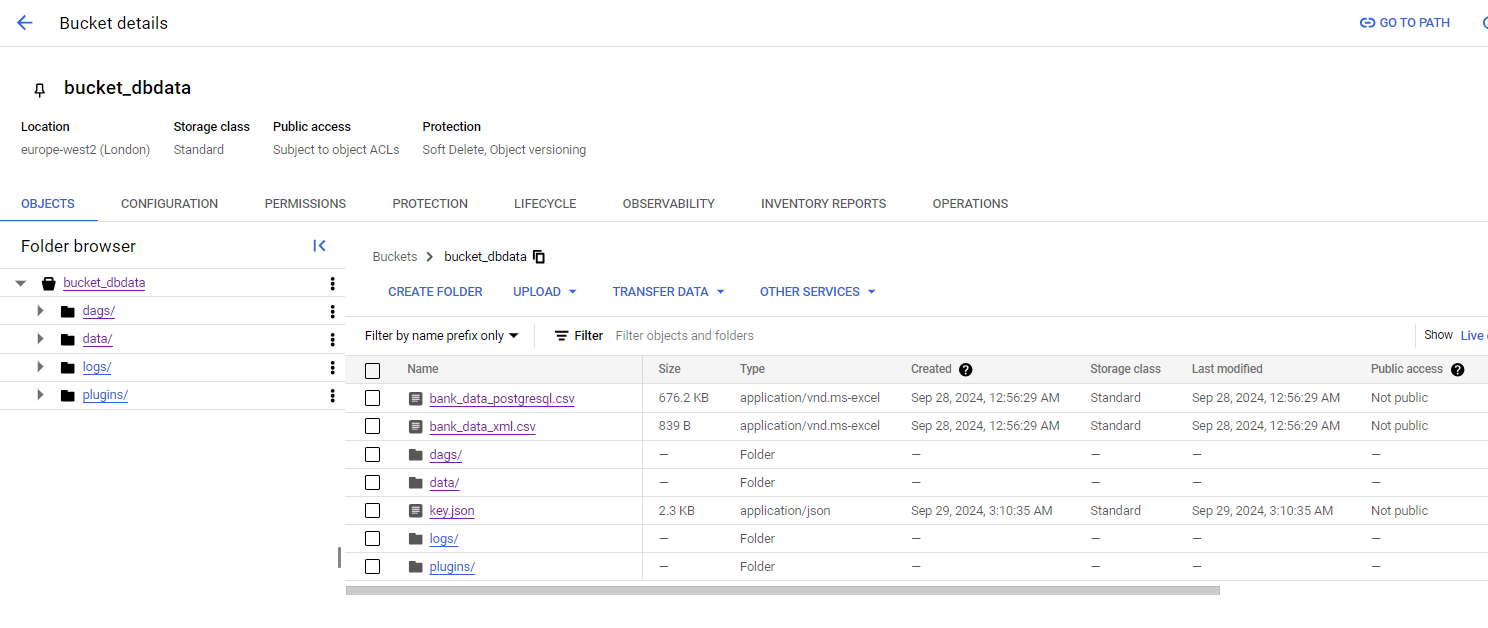 Bucket details
GO TO PATH
bucket_dbdata
Location Storage class Public access Protection
europe-west2 (London) Standard Subject to object ACLs Soft Delete, Object versioning
OBJECTS CONFIGURATION PERMISSIONS PROTECTION LIFECYCLE OBSERVABILITY INVENTORY REPORTS OPERATIONS
Folder browser
bucket_dbdata
dags/
data/
logs/
plugins/
Buckets > bucket_dbdata
CREATE FOLDER UPLOAD TRANSFER DATA OTHER SERVICES
Filter by name prefix only Filter Filter objects and folders Show Live
Name Size Type Created ? Storage class Last modified Public access ?
bank_data_postgresql.csv 676.2 KB application/vnd.ms-excel Sep 28, 2024, 12:56:29 AM Standard Sep 28, 2024, 12:56:29 AM Not public
bank_data_xml.csv 839 B application/vnd.ms-excel Sep 28, 2024, 12:56:29 AM Standard Sep 28, 2024, 12:56:29 AM Not public
dags/ — Folder — — — —
data/ — Folder — — — —
key.json 2.3 KB application/json Sep 29, 2024, 3:10:35 AM Standard Sep 29, 2024, 3:10:35 AM Not public
logs/ — Folder — — — —
plugins/ — Folder — — — —